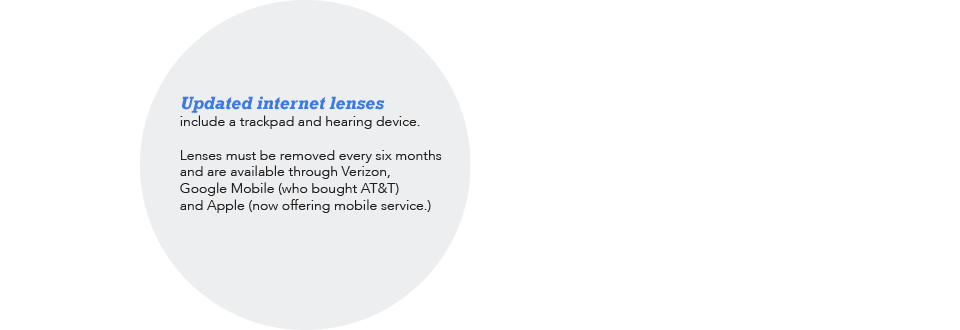 Updated internet lenses
include a trackpad and hearing device.
Lenses must be removed every six months
and are available through Verizon,
Google Mobile (who bought AT&T)
and Apple (now offering mobile service.)